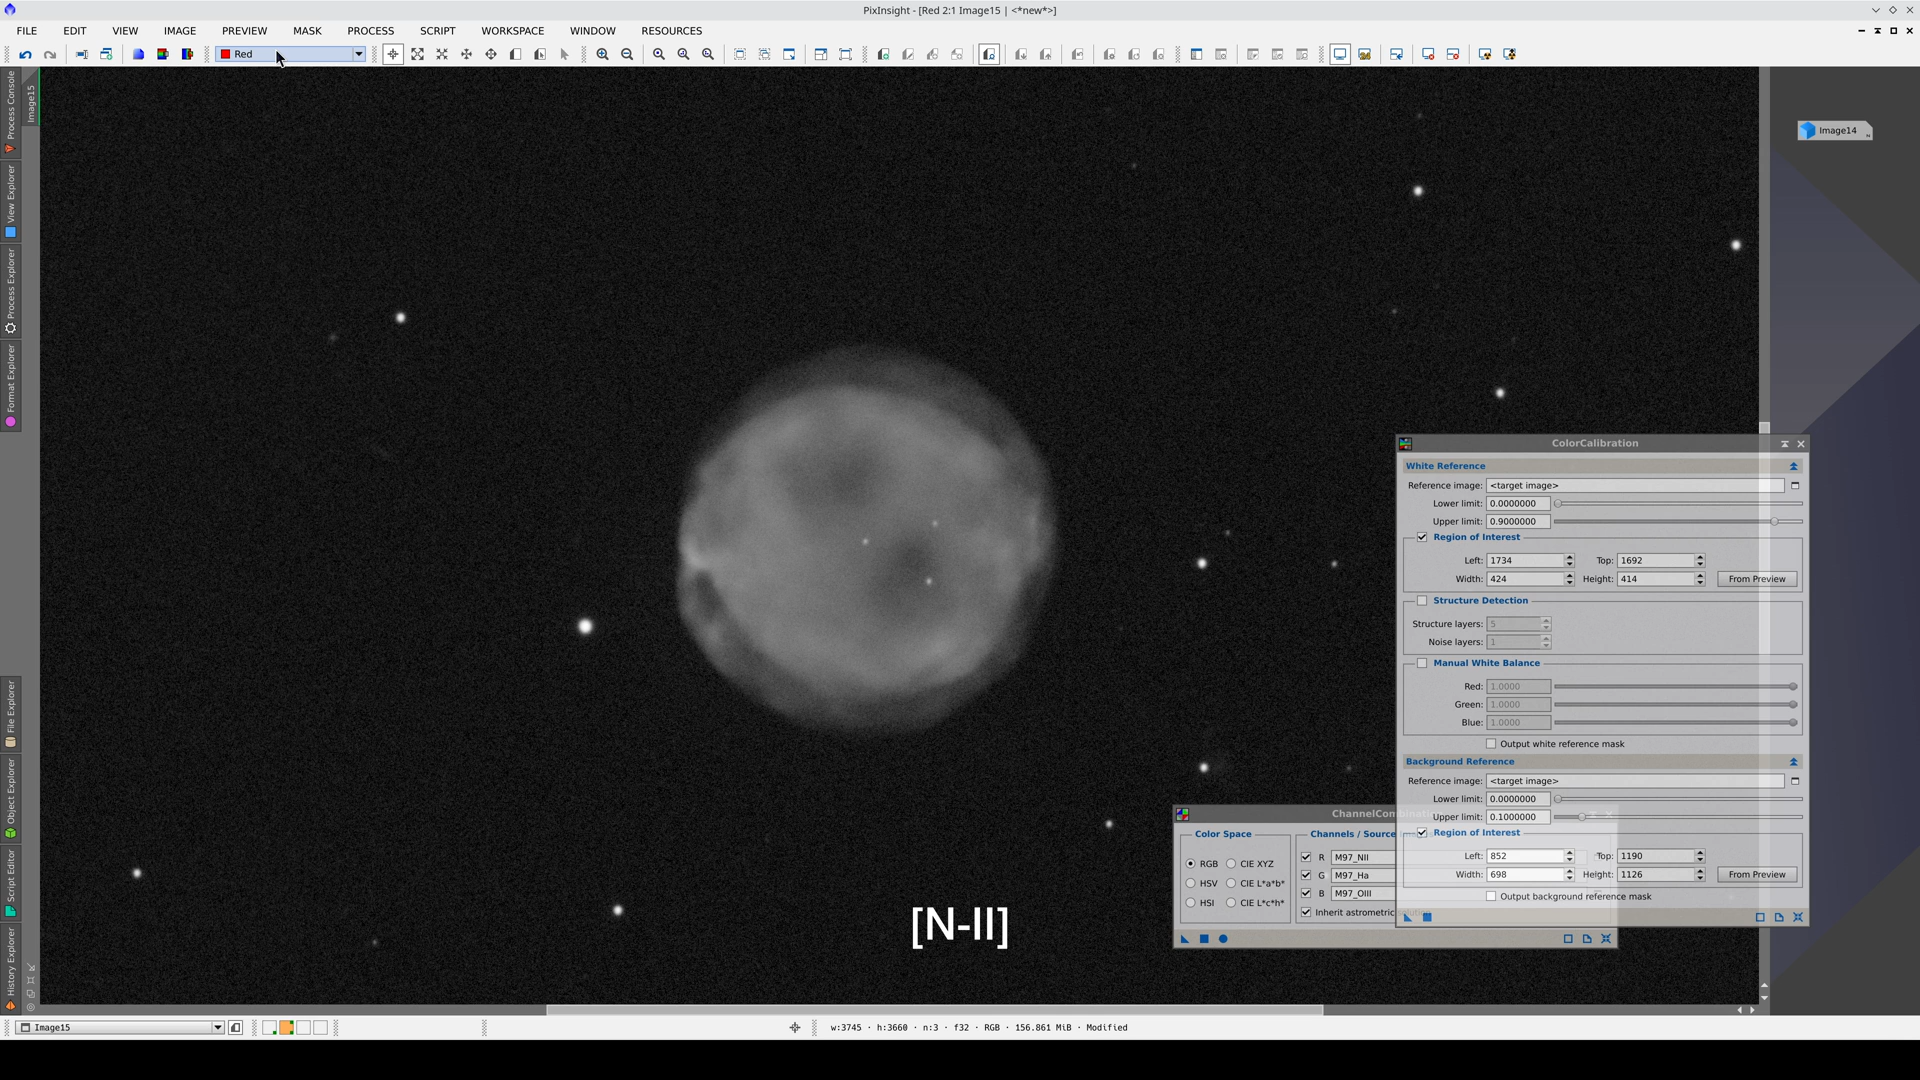 PixInsight - [Red 2:1 Image15 | <*new*>]
FILE EDIT VIEW IMAGE PREVIEW MASK PROCESS SCRIPT WORKSPACE WINDOW RESOURCES
Red
Process Console
View Explorer
Process Explorer
Format Explorer
File Explorer
Object Explorer
Script Editor
History Explorer
Image15
Image14
ColorCalibration
White Reference
Reference image: <target image>
Lower limit: 0.0000000
Upper limit: 0.9000000
Region of Interest
Left: 1734 Top: 1692
Width: 424 Height: 414 From Preview
Structure Detection
Structure layers: 5
Noise layers: 1
Manual White Balance
Red: 1.0000
Green: 1.0000
Blue: 1.0000
Output white reference mask
Background Reference
Reference image: <target image>
Lower limit: 0.0000000
Upper limit: 0.1000000
Region of Interest
Left: 852 Top: 1190
Width: 698 Height: 1126 From Preview
Output background reference mask
Color Space
RGB CIE XYZ
HSV CIE L*a*b*
HSI CIE L*c*h*
Channels / Source
R M97_NII
G M97_Ha
B M97_OIII
Inherit astrometric
[N-II]
Image15
w:3745 · h:3660 · n:3 · f32 · RGB · 156.861 MiB · Modified